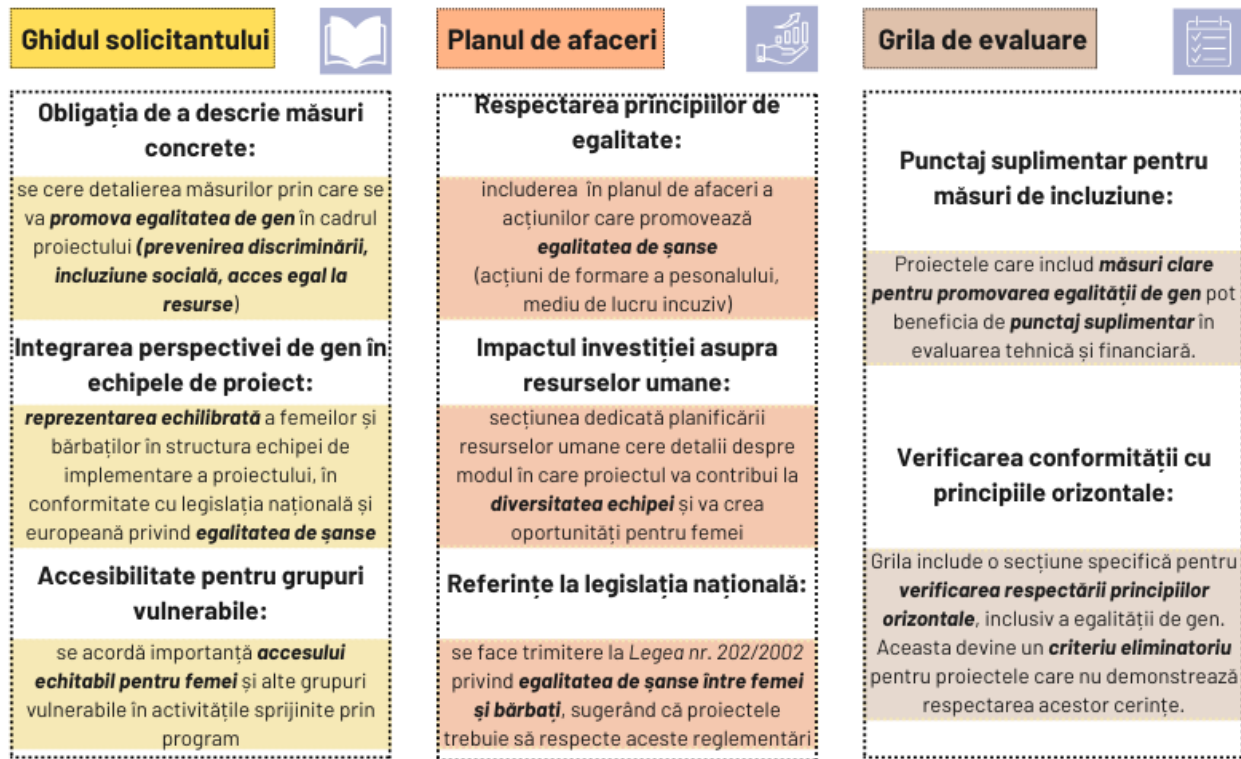 Ghidul solicitantului
Obligația de a descrie măsuri
concrete:
se cere detalierea măsurilor prin care se
va promova egalitatea de gen în cadrul
proiectului (prevenirea discriminării,
incluziune socială, acces egal la
resurse)
Integrarea perspectivei de gen în
echipele de proiect:
reprezentarea echilibrată a femeilor și
bărbaților în structura echipei de
implementare a proiectului, în
conformitate cu legislația națională și
europeană privind egalitatea de șanse
Accesibilitate pentru grupuri
vulnerabile:
se acordă importanță accesului
echitabil pentru femei și alte grupuri
vulnerabile în activitățile sprijinite prin
program
Planul de afaceri
Respectarea principiilor de
egalitate:
includerea în planul de afaceri a
acțiunilor care promovează
egalitatea de șanse
(acțiuni de formare a pesonalului,
mediu de lucru incuziv)
Impactul investiției asupra
resurselor umane:
secțiunea dedicată planificării
resurselor umane cere detalii despre
modul în care proiectul va contribui la
diversitatea echipei și va crea
oportunități pentru femei
Referințe la legislația națională:
se face trimitere la Legea nr. 202/2002
privind egalitatea de șanse între femei
și bărbați, sugerând că proiectele
trebuie să respecte aceste reglementări
Grila de evaluare
Punctaj suplimentar pentru
măsuri de incluziune:
Proiectele care includ măsuri clare
pentru promovarea egalității de gen pot
beneficia de punctaj suplimentar în
evaluarea tehnică și financiară.
Verificarea conformității cu
principiile orizontale:
Grila include o secțiune specifică pentru
verificarea respectării principiilor
orizontale, inclusiv a egalității de gen.
Aceasta devine un criteriu eliminatoriu
pentru proiectele care nu demonstrează
respectarea acestor cerințe.